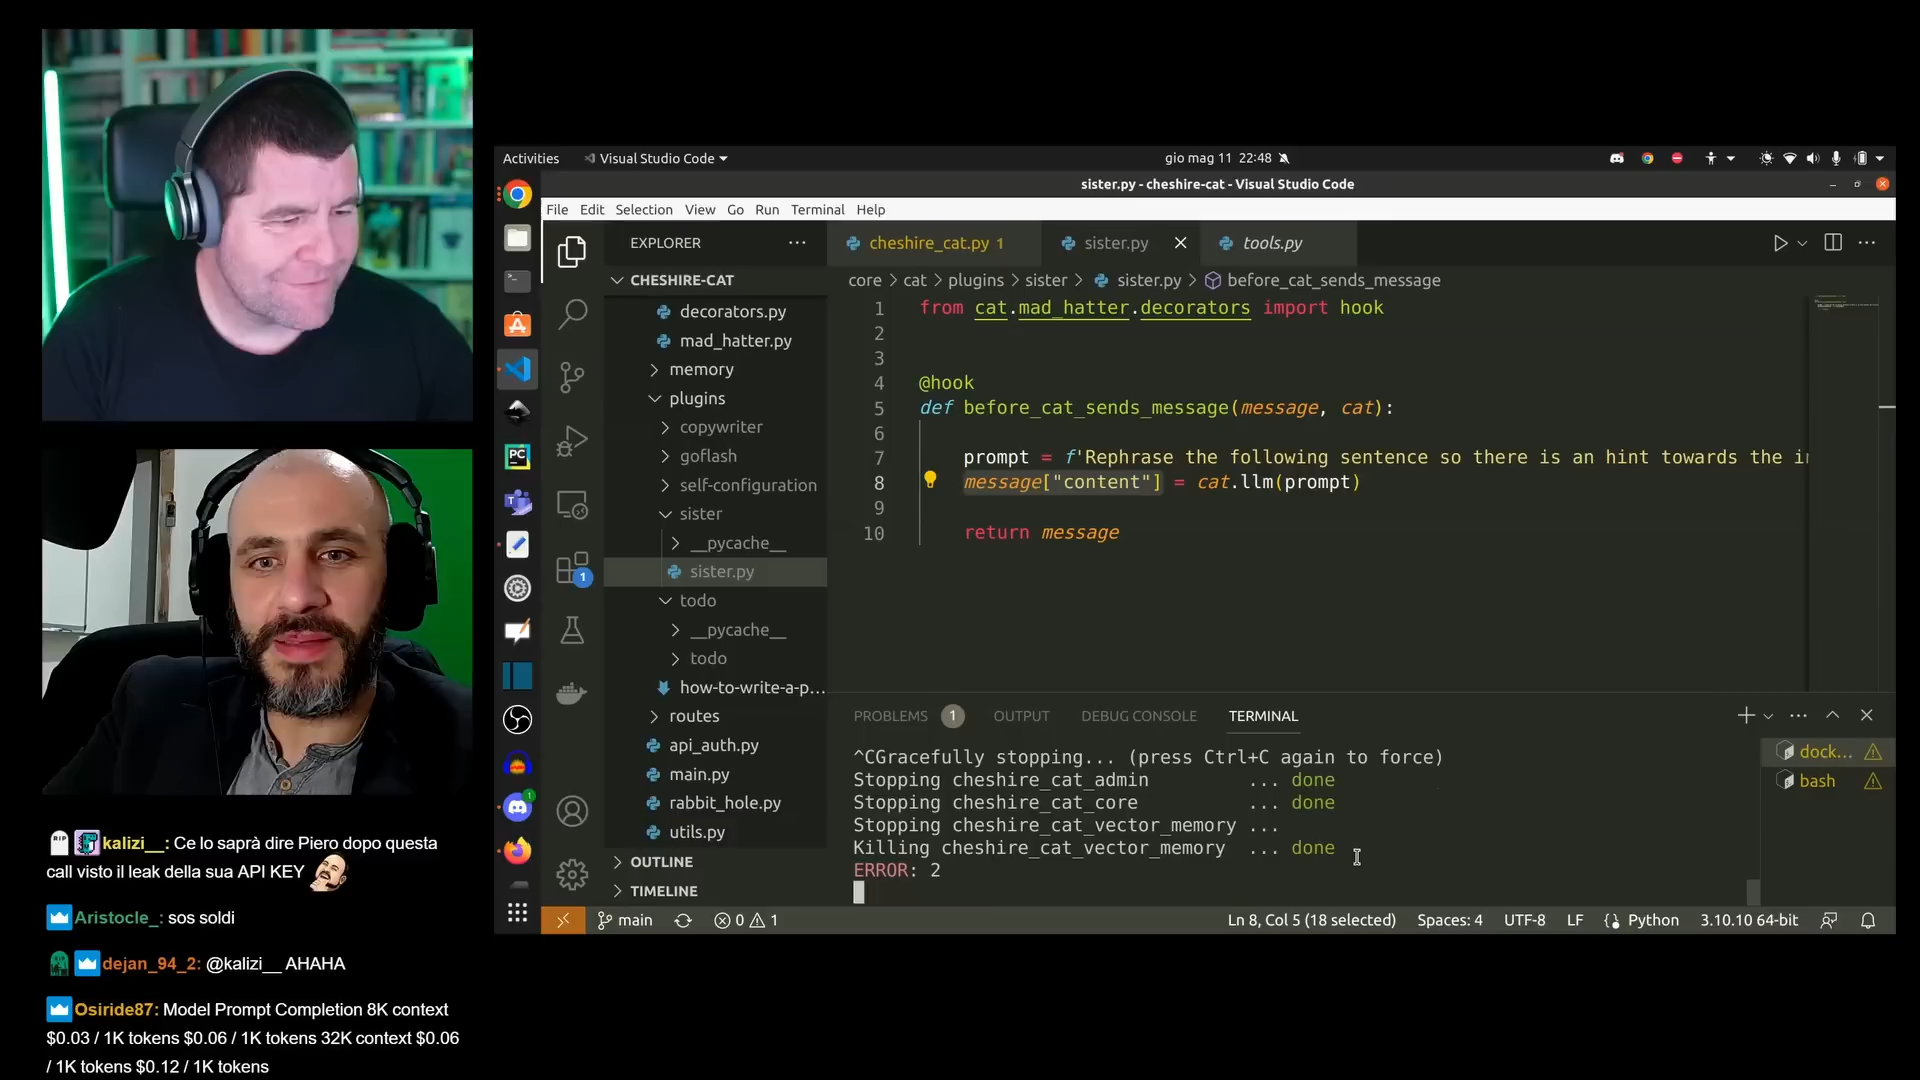 Activities
Visual Studio Code
gio mag 11 22:48
sister.py - cheshire-cat - Visual Studio Code
File Edit Selection View Go Run Terminal Help
EXPLORER
CHESHIRE-CAT
decorators.py
mad_hatter.py
memory
plugins
copywriter
goflash
self-configuration
sister
__pycache__
sister.py
todo
__pycache__
todo
how-to-write-a-p...
routes
api_auth.py
main.py
rabbit_hole.py
utils.py
OUTLINE
TIMELINE
PC
1
1
cheshire_cat.py 1
sister.py
tools.py
core > cat > plugins > sister > sister.py > before_cat_sends_message
1 from cat.mad_hatter.decorators import hook
2
3
4 @hook
5 def before_cat_sends_message(message, cat):
6
7 prompt = f'Rephrase the following sentence so there is an hint towards the i
8 message["content"] = cat.llm(prompt)
9
10 return message
PROBLEMS 1 OUTPUT DEBUG CONSOLE TERMINAL
^CGracefully stopping... (press Ctrl+C again to force)
Stopping cheshire_cat_admin ... done
Stopping cheshire_cat_core ... done
Stopping cheshire_cat_vector_memory ...
Killing cheshire_cat_vector_memory ... done
ERROR: 2
dock...
bash
main 0 1 Ln 8, Col 5 (18 selected) Spaces: 4 UTF-8 LF Python 3.10.10 64-bit
kalizi__: Ce lo saprà dire Piero dopo questa
call visto il leak della sua API KEY
Aristocle_: sos soldi
dejan_94_2: @kalizi__ AHAHA
Osiride87: Model Prompt Completion 8K context
$0.03 / 1K tokens $0.06 / 1K tokens 32K context $0.06
/ 1K tokens $0.12 / 1K tokens